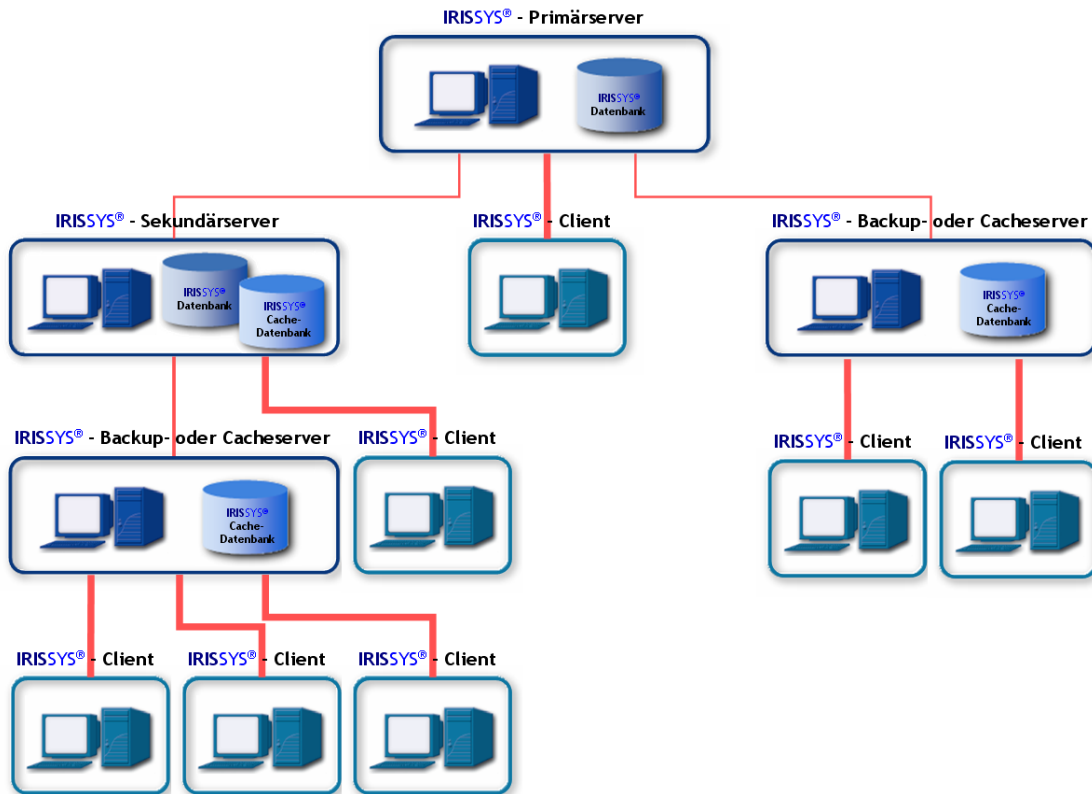 IRISSYS® - Primärserver
IRISSYS®
Datenbank
IRISSYS® - Sekundärserver
IRISSYS® - Client
IRISSYS® - Backup- oder Cacheserver
IRISSYS®
Datenbank
IRISSYS®
Cache-
Datenbank
IRISSYS®
Cache-
Datenbank
IRISSYS® - Backup- oder Cacheserver
IRISSYS® - Client
IRISSYS® - Client
IRISSYS® - Client
IRISSYS®
Cache-
Datenbank
IRISSYS® - Client
IRISSYS® - Client
IRISSYS® - Client